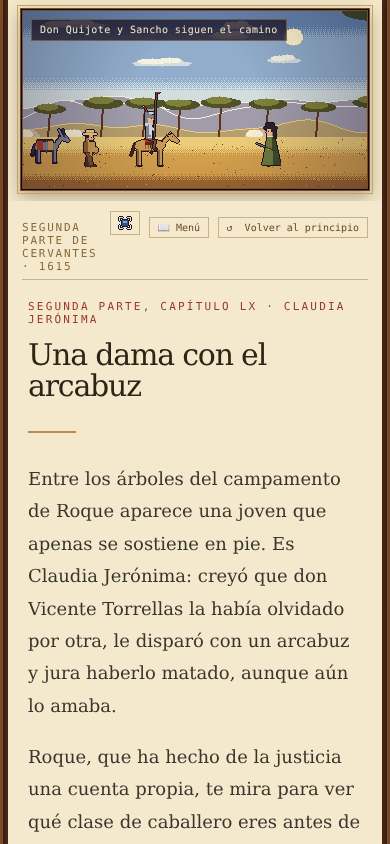 Don Quijote y Sancho siguen el camino
SEGUNDA
PARTE DE
CERVANTES
· 1615
📖 Menú
↺ Volver al principio
SEGUNDA PARTE, CAPÍTULO LX · CLAUDIA
JERÓNIMA
Una dama con el
arcabuz
Entre los árboles del campamento
de Roque aparece una joven que
apenas se sostiene en pie. Es
Claudia Jerónima: creyó que don
Vicente Torrellas la había olvidado
por otra, le disparó con un arcabuz
y jura haberlo matado, aunque aún
lo amaba.
Roque, que ha hecho de la justicia
una cuenta propia, te mira para ver
qué clase de caballero eres antes de